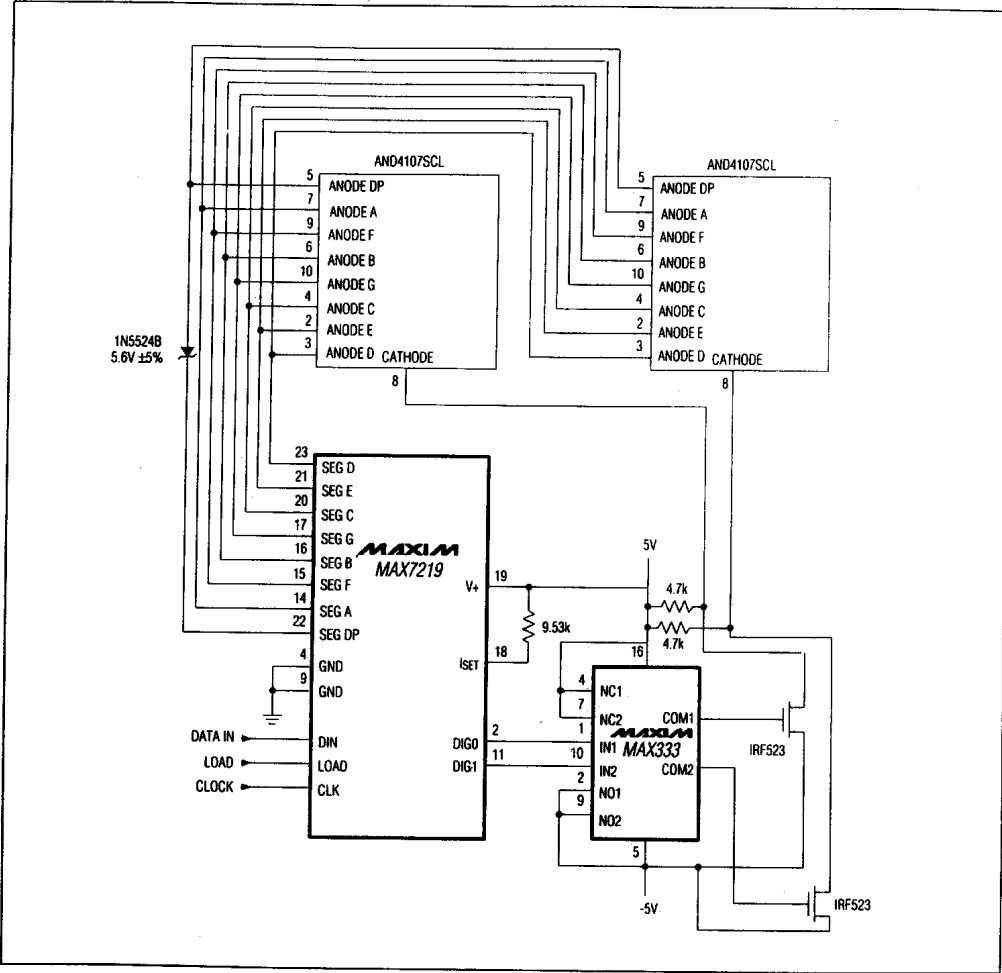 AND4107SCL
5 ANODE DP
7 ANODE A
9 ANODE F
6 ANODE B
10 ANODE G
4 ANODE C
2 ANODE E
3 ANODE D
CATHODE
8
AND4107SCL
5 ANODE DP
7 ANODE A
9 ANODE F
6 ANODE B
10 ANODE G
4 ANODE C
2 ANODE E
3 ANODE D
CATHODE
8
1N5524B
5.6V ±5%
MAXIM
MAX7219
23 SEG D
21 SEG E
20 SEG C
17 SEG G
16 SEG B
15 SEG F
14 SEG A
22 SEG DP
4 GND
9 GND
DATA IN DIN
LOAD LOAD
CLOCK CLK
V+ 19
9.53k
ISET 18
DIG0 2
DIG1 11
5V
4.7k
4.7k
16
4 NC1
7 NC2
1 IN1
10 IN2
2 NO1
9 NO2
COM1
MAXIM
MAX333
COM2
5
-5V
IRF523
IRF523